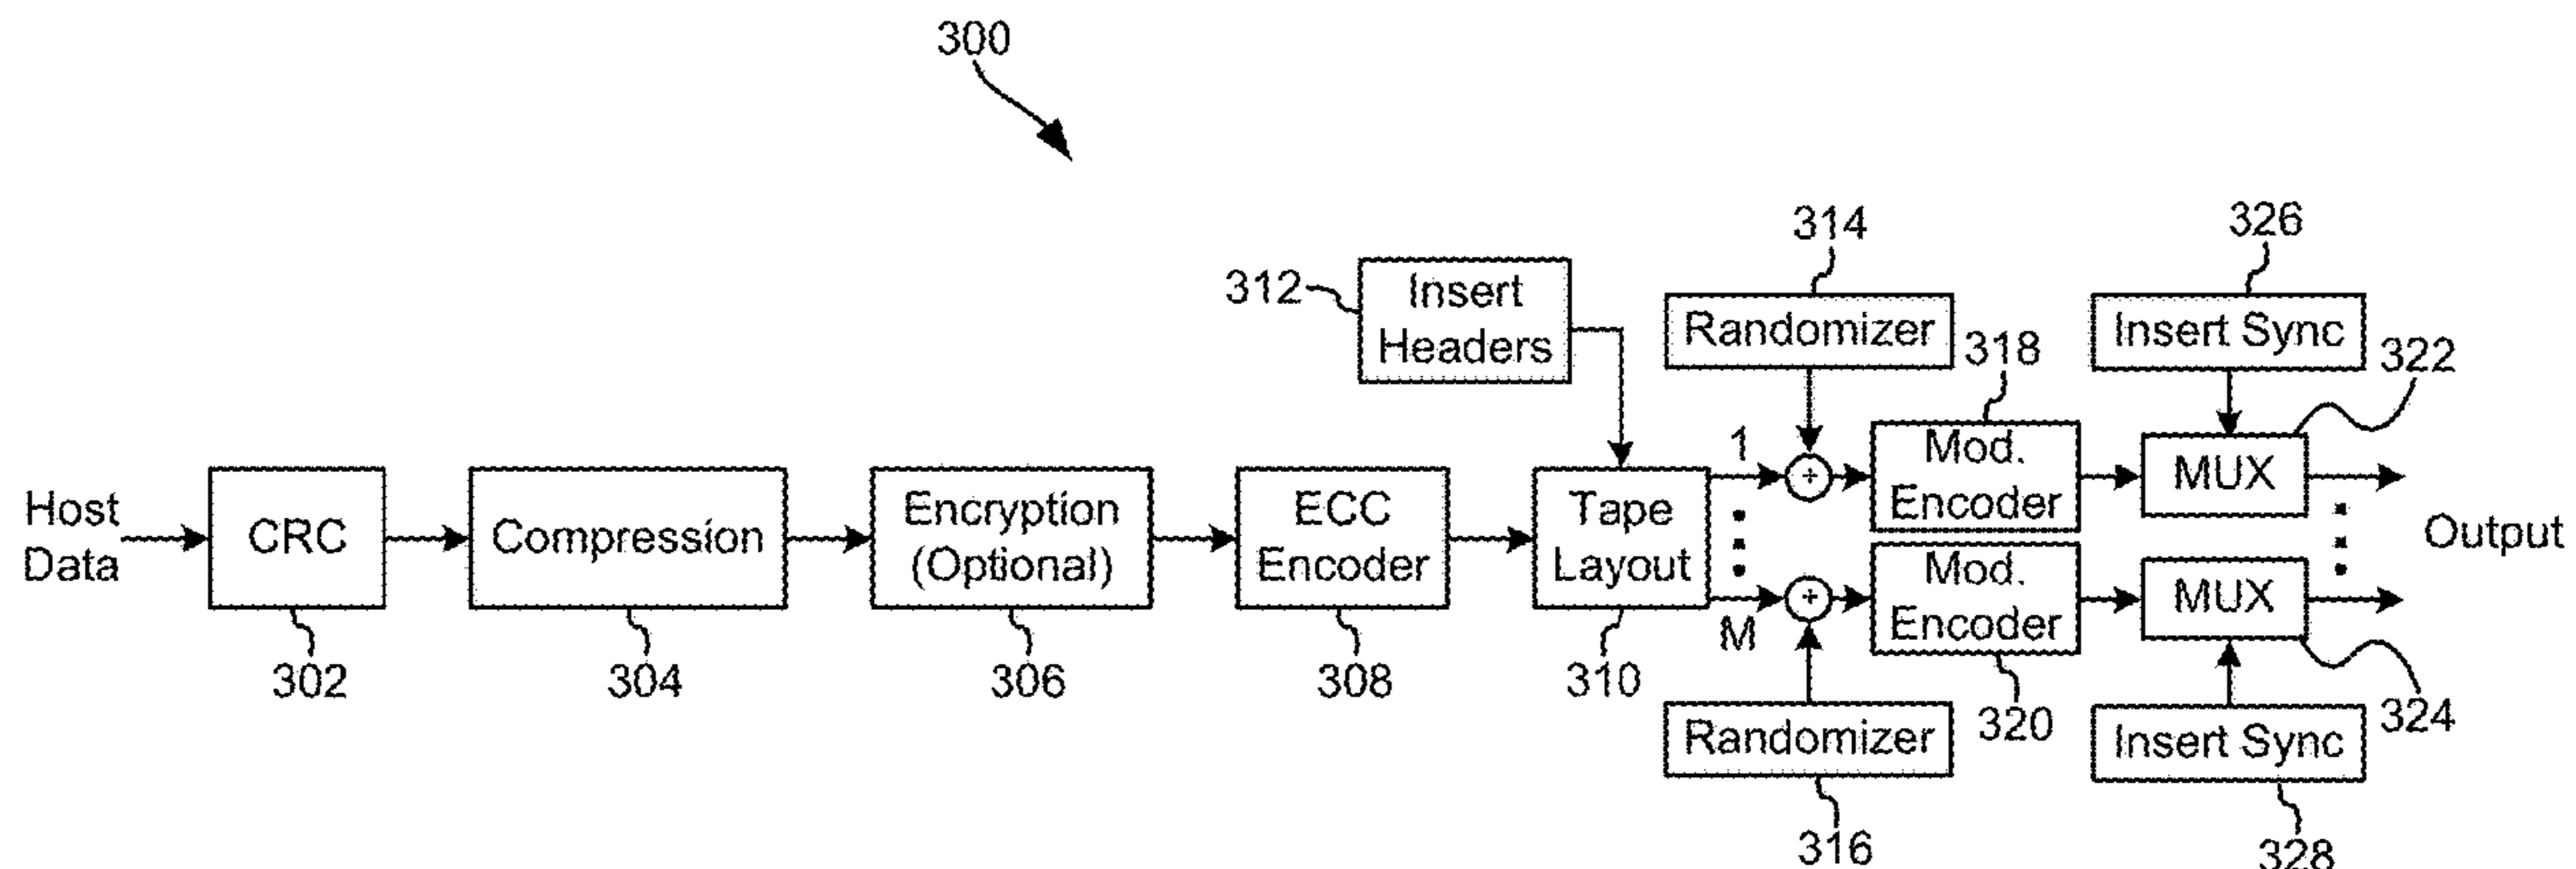 300
314
326
312
Insert
Headers
Randomizer
318
Insert Sync
322
1
Mod.
Encoder
MUX
Host
Data
CRC
Compression
Encryption
(Optional)
ECC
Encoder
Tape
Layout
Output
M
Mod.
Encoder
MUX
302
304
306
308
310
Randomizer
320
Insert Sync
324
316
328